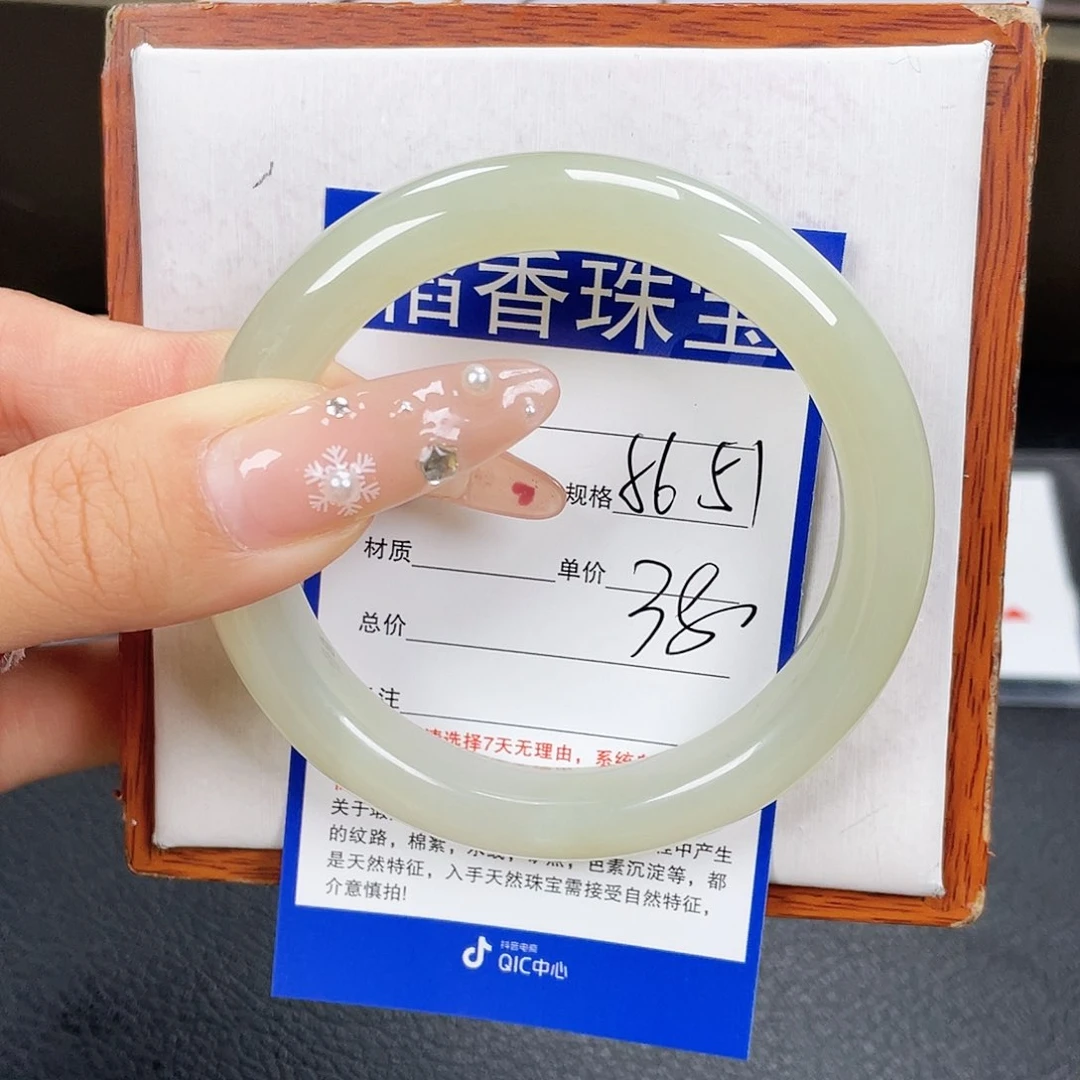 香珠宝
规格 8651
材质 单价 38
总价
注
请选择7天无理由，系统
关于
中产生
的纹路，棉絮，色素沉淀等，都
是天然特征，入手天然珠宝需接受自然特征，
介意慎拍!
抖音电商
QIC中心